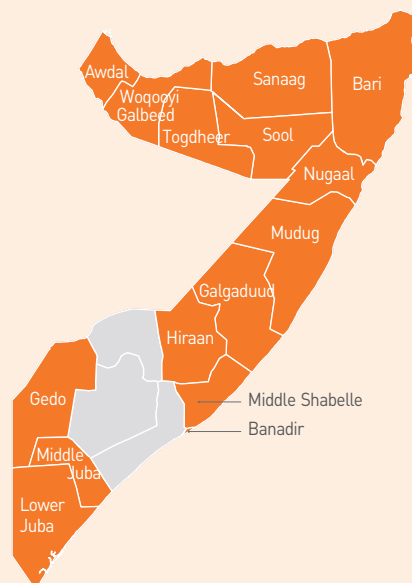 Awdal
Woqooyi
Galbeed
Togdheer
Sanaag
Sool
Bari
Nugaal
Mudug
Galgaduud
Hiraan
Middle Shabelle
Banadir
Gedo
Middle
Juba
Lower
Juba